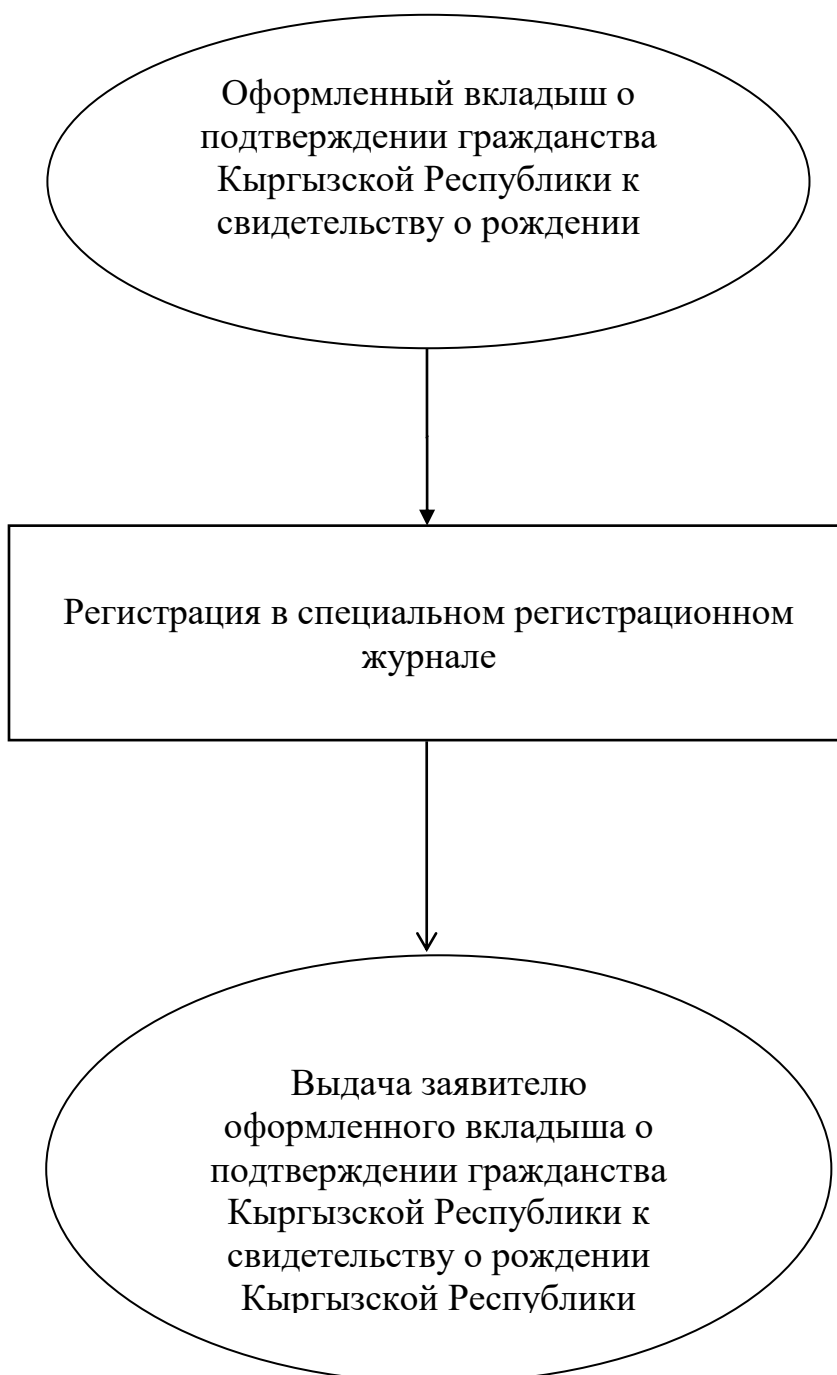 Оформленный вкладыш о
подтверждении гражданства
Кыргызской Республики к
свидетельству о рождении
Регистрация в специальном регистрационном
журнале
Выдача заявителю
оформленного вкладыша о
подтверждении гражданства
Кыргызской Республики к
свидетельству о рождении
Кыргызской Республики